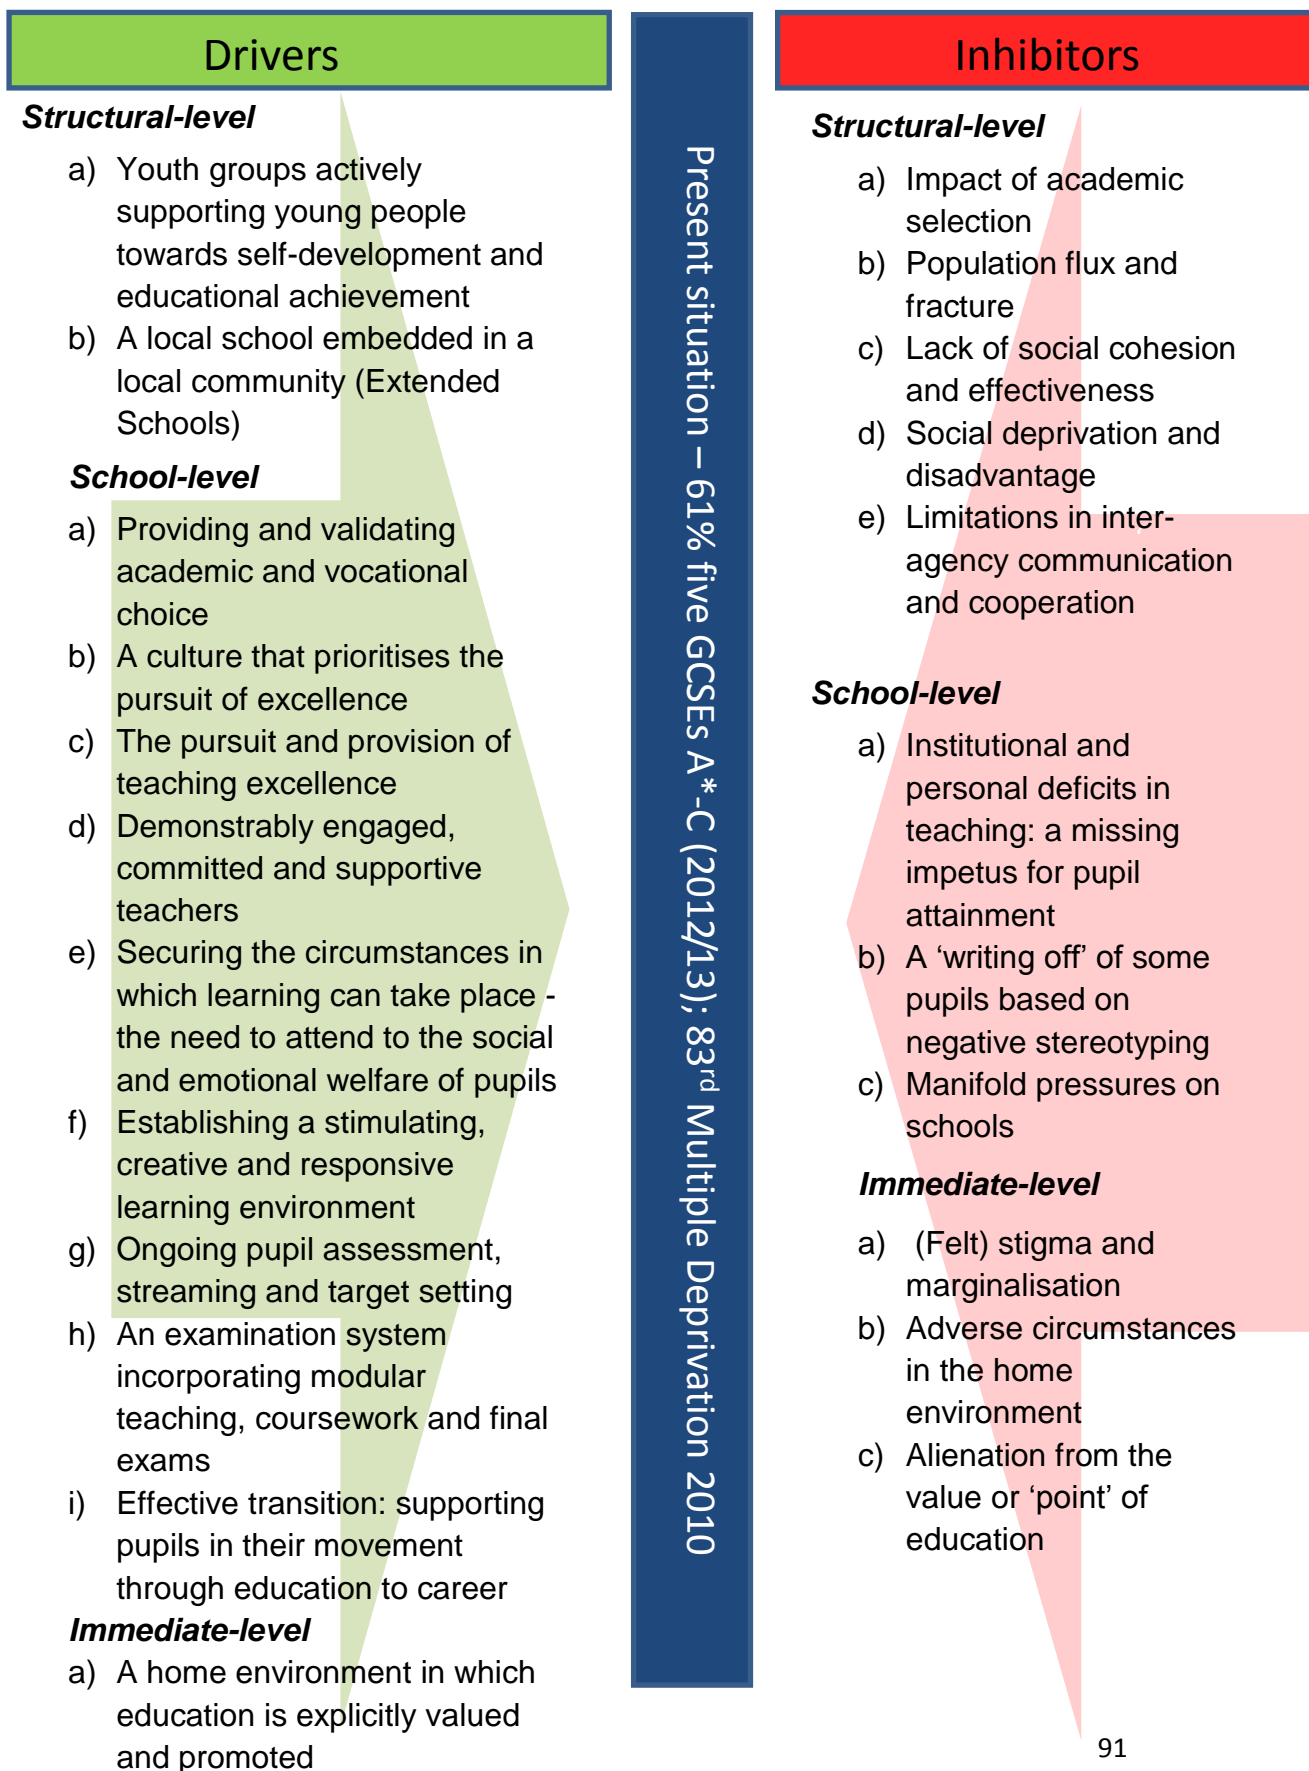 Drivers
Structural-level
a) Youth groups actively
supporting young people
towards self-development and
educational achievement
b) A local school embedded in a
local community (Extended
Schools)
School-level
a) Providing and validating
academic and vocational
choice
b) A culture that prioritises the
pursuit of excellence
c) The pursuit and provision of
teaching excellence
d) Demonstrably engaged,
committed and supportive
teachers
e) Securing the circumstances in
which learning can take place -
the need to attend to the social
and emotional welfare of pupils
f) Establishing a stimulating,
creative and responsive
learning environment
g) Ongoing pupil assessment,
streaming and target setting
h) An examination system
incorporating modular
teaching, coursework and final
exams
i) Effective transition: supporting
pupils in their movement
through education to career
Immediate-level
a) A home environment in which
education is explicitly valued
and promoted
Present situation – 61% five GCSEs A*-C (2012/13); 83rd Multiple Deprivation 2010
Inhibitors
Structural-level
a) Impact of academic
selection
b) Population flux and
fracture
c) Lack of social cohesion
and effectiveness
d) Social deprivation and
disadvantage
e) Limitations in inter-
agency communication
and cooperation
School-level
a) Institutional and
personal deficits in
teaching: a missing
impetus for pupil
attainment
b) A ‘writing off’ of some
pupils based on
negative stereotyping
c) Manifold pressures on
schools
Immediate-level
a) (Felt) stigma and
marginalisation
b) Adverse circumstances
in the home
environment
c) Alienation from the
value or ‘point’ of
education
91